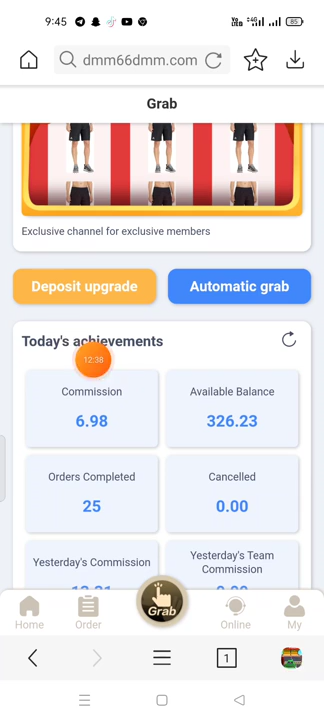 9:45
85
dmm66dmm.com
Grab
Exclusive channel for exclusive members
Deposit upgrade
Automatic grab
Today's achievements
12:38
Commission
Available Balance
6.98
326.23
Orders Completed
Cancelled
25
0.00
Yesterday's Commission
Yesterday's Team
Commission
Grab
Home
Order
Online
My
1